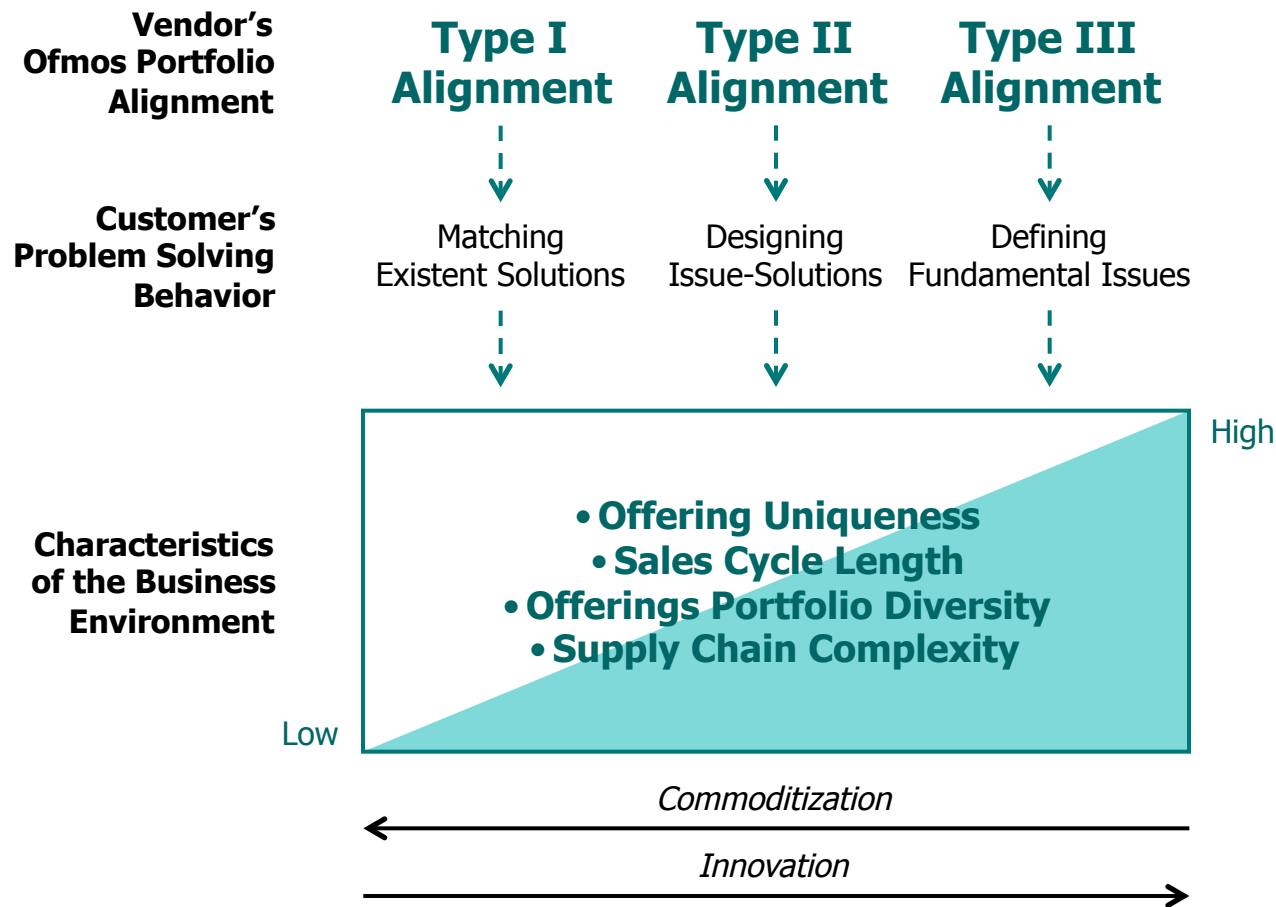 Vendor's
Ofmos Portfolio
Alignment
Type I
Alignment
Type II
Alignment
Type III
Alignment
Customer's
Problem Solving
Behavior
Matching
Existent Solutions
Designing
Issue-Solutions
Defining
Fundamental Issues
Characteristics
of the Business
Environment
High
• Offering Uniqueness
• Sales Cycle Length
• Offerings Portfolio Diversity
• Supply Chain Complexity
Low
Commoditization
Innovation